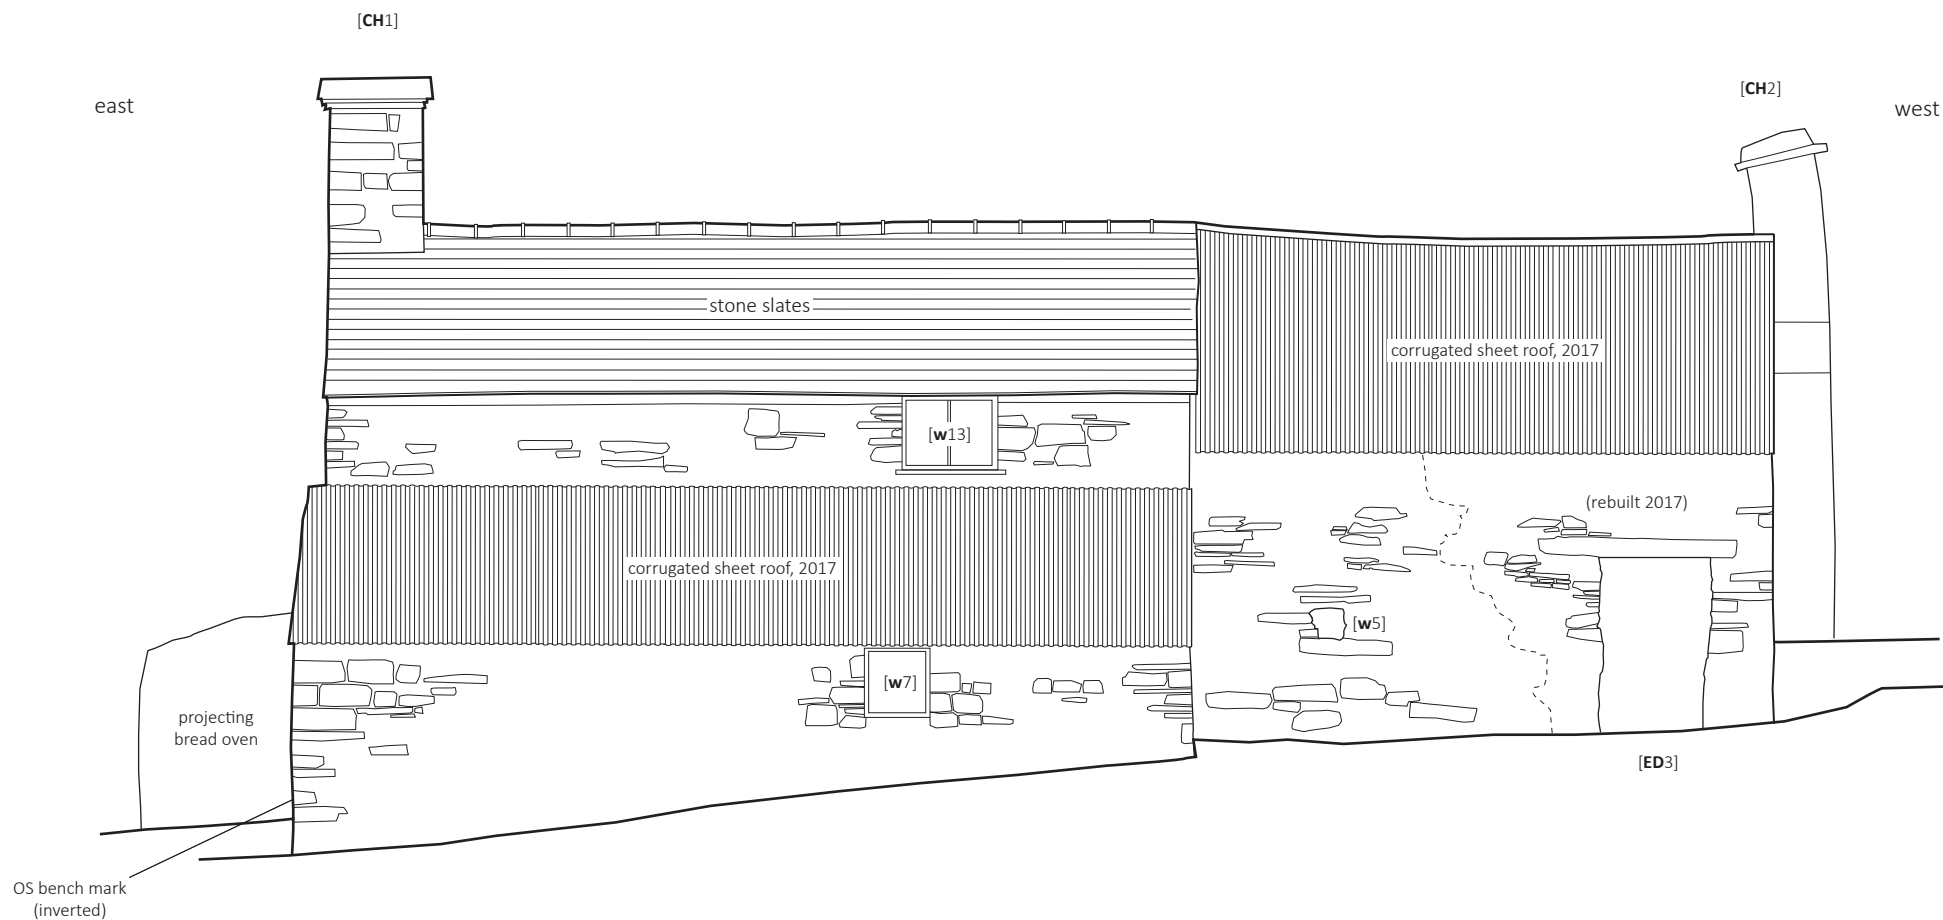 [CH1]
east
[CH2]
west
stone slates
corrugated sheet roof, 2017
[w13]
(rebuilt 2017)
corrugated sheet roof, 2017
[w5]
[w7]
projecting
bread oven
[ED3]
OS bench mark
(inverted)